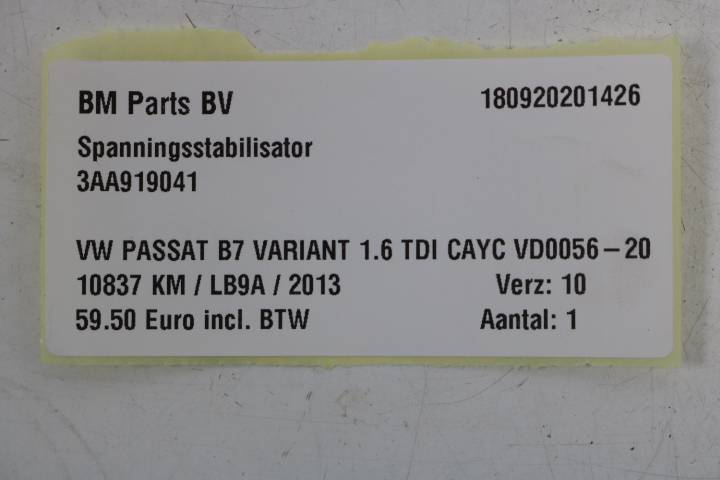 BM Parts BV 180920201426
Spanningsstabilisator
3AA919041
VW PASSAT B7 VARIANT 1.6 TDI CAYC VD0056-20
10837 KM / LB9A / 2013 Verz: 10
59.50 Euro incl. BTW Aantal: 1